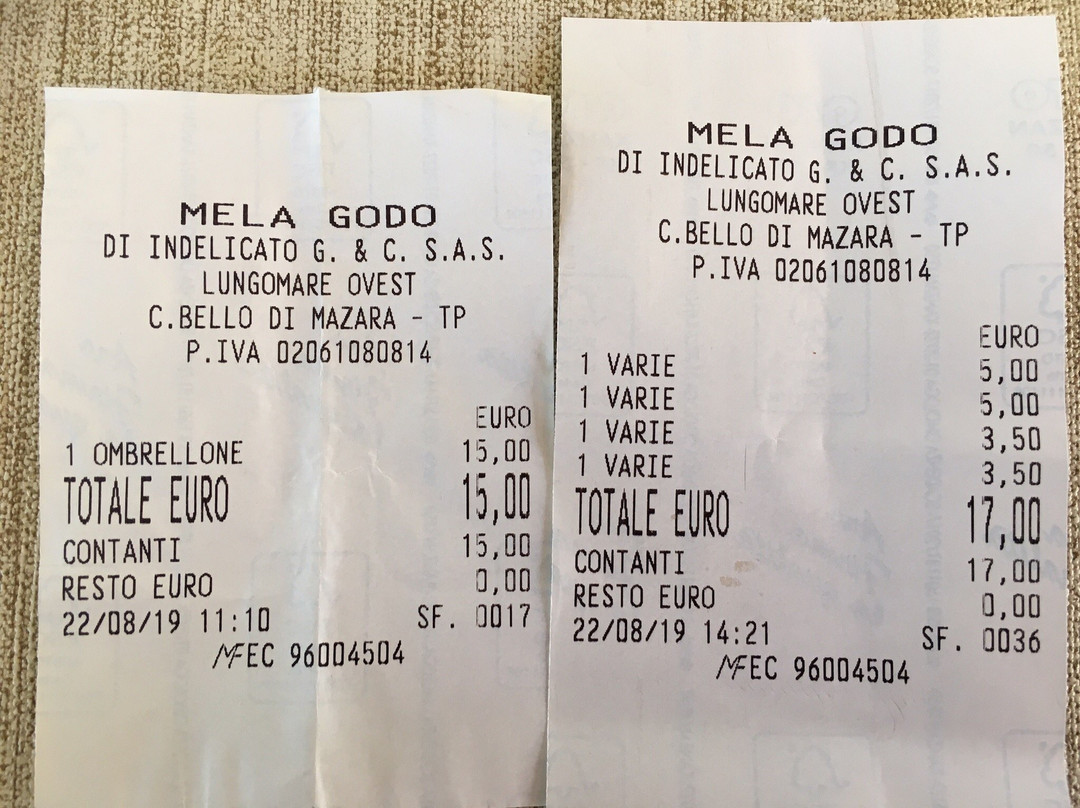 MELA GODO
DI INDELICATO G. & C. S.A.S.
LUNGOMARE OVEST
C.BELLO DI MAZARA - TP
P.IVA 02061080814
EURO
1 OMBRELLONE 15,00
TOTALE EURO 15,00
CONTANTI 15,00
RESTO EURO 0,00
22/08/19 11:10 SF. 0017
MFEC 96004504
MELA GODO
DI INDELICATO G. & C. S.A.S.
LUNGOMARE OVEST
C.BELLO DI MAZARA - TP
P.IVA 02061080814
EURO
1 VARIE 5,00
1 VARIE 5,00
1 VARIE 3,50
1 VARIE 3,50
TOTALE EURO 17,00
CONTANTI 17,00
RESTO EURO 0,00
22/08/19 14:21 SF. 0036
MFEC 96004504